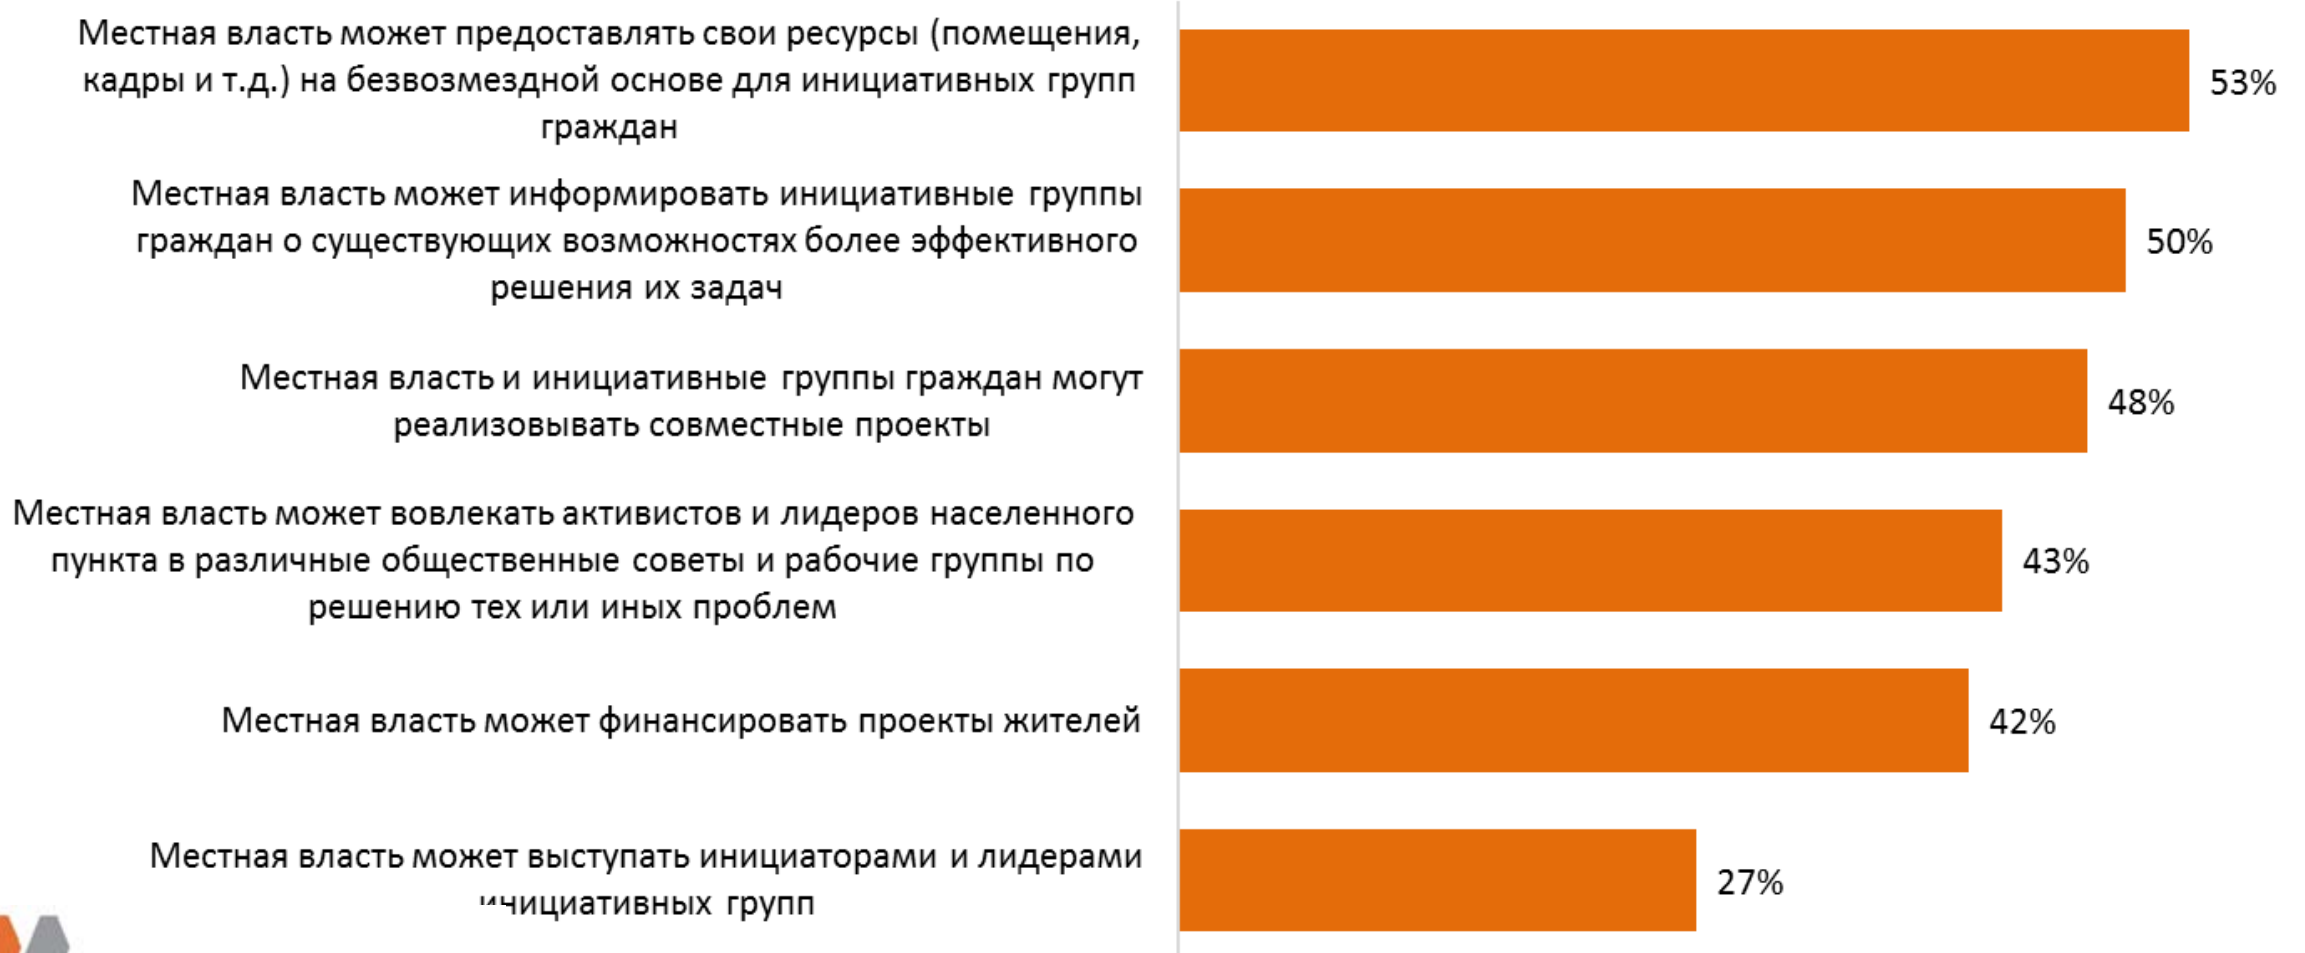 Местная власть может предоставлять свои ресурсы (помещения,
кадры и т.д.) на безвозмездной основе для инициативных групп
граждан
53%
Местная власть может информировать инициативные группы
граждан о существующих возможностях более эффективного
решения их задач
50%
Местная власть и инициативные группы граждан могут
реализовывать совместные проекты
48%
Местная власть может вовлекать активистов и лидеров населенного
пункта в различные общественные советы и рабочие группы по
решению тех или иных проблем
43%
Местная власть может финансировать проекты жителей
42%
Местная власть может выступать инициаторами и лидерами
инициативных групп
27%